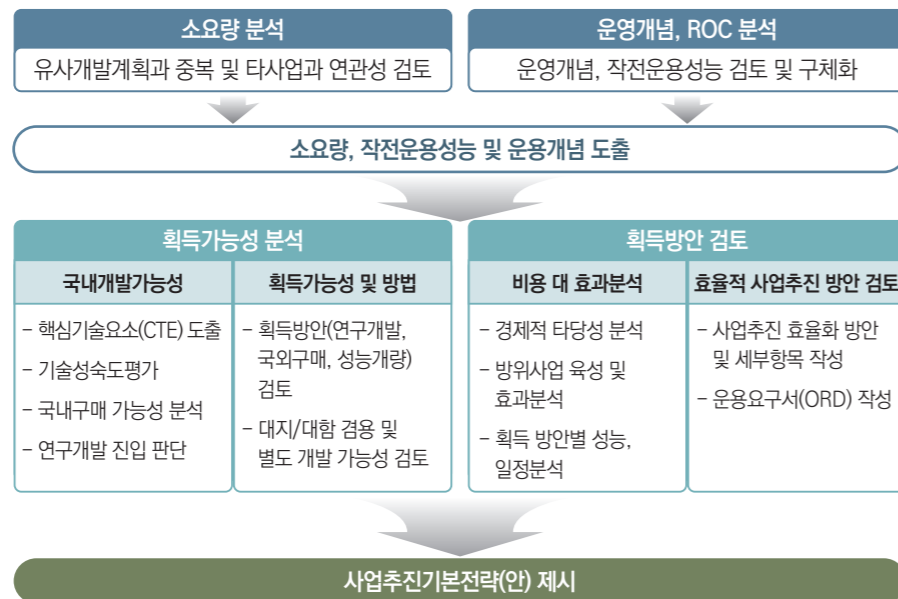 소요량 분석
유사개발계획과 중복 및 타사업과 연관성 검토
운영개념, ROC 분석
운영개념, 작전운용성능 검토 및 구체화
소요량, 작전운용성능 및 운용개념 도출
획득가능성 분석
국내개발가능성
– 핵심기술요소(CTE) 도출
– 기술성숙도평가
– 국내구매 가능성 분석
– 연구개발 진입 판단
획득가능성 및 방법
– 획득방안(연구개발,
국외구매, 성능개량)
검토
– 대지/대함 겸용 및
별도 개발 가능성 검토
획득방안 검토
비용 대 효과분석
– 경제적 타당성 분석
– 방위사업 육성 및
효과분석
– 획득 방안별 성능,
일정분석
효율적 사업추진 방안 검토
– 사업추진 효율화 방안
및 세부항목 작성
– 운용요구서(ORD) 작성
사업추진기본전략(안) 제시